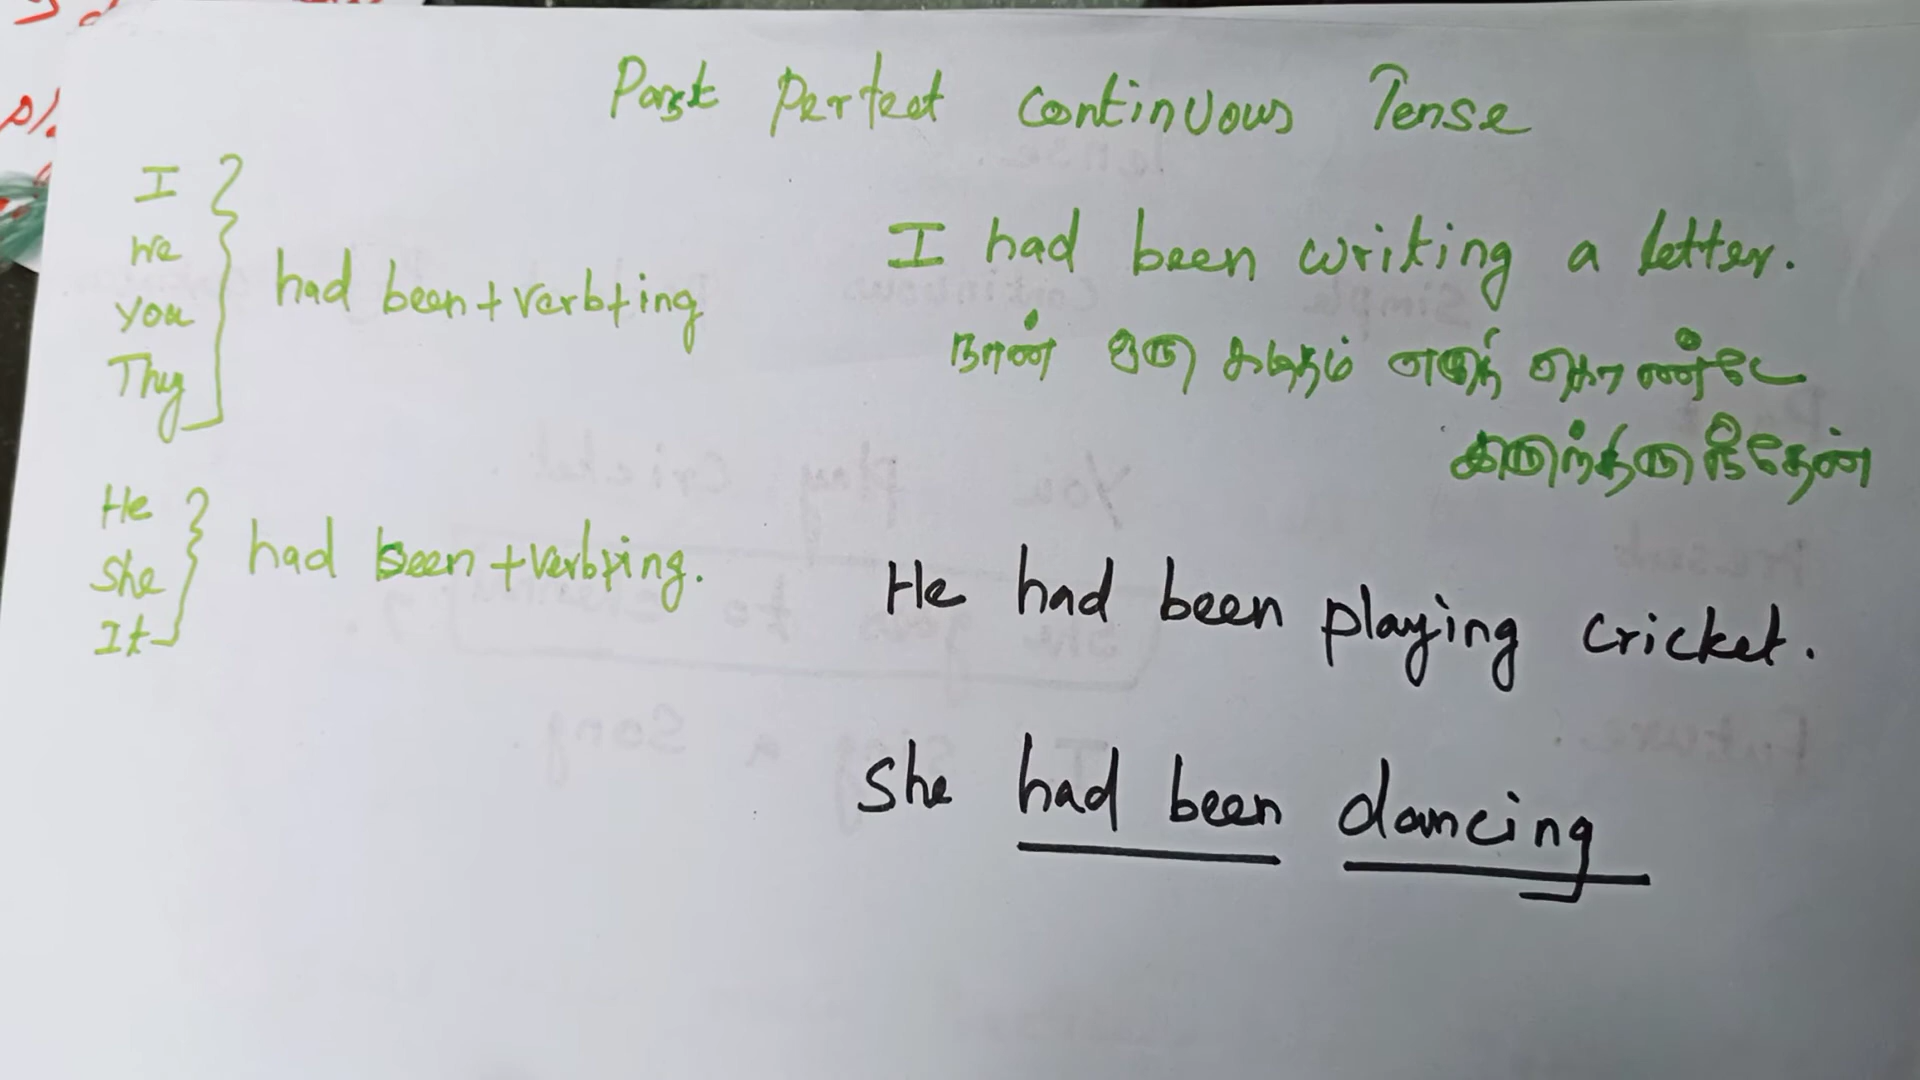 Past Perfect continuous Tense
I
we
you
They
had been + verb + ing
I had been writing a letter.
நான் ஒரு கடிதம் எழுதி கொண்டே
இருந்திருந்தேன்
He
She
It
had been + verb + ing.
He had been playing cricket.
She had been dancing